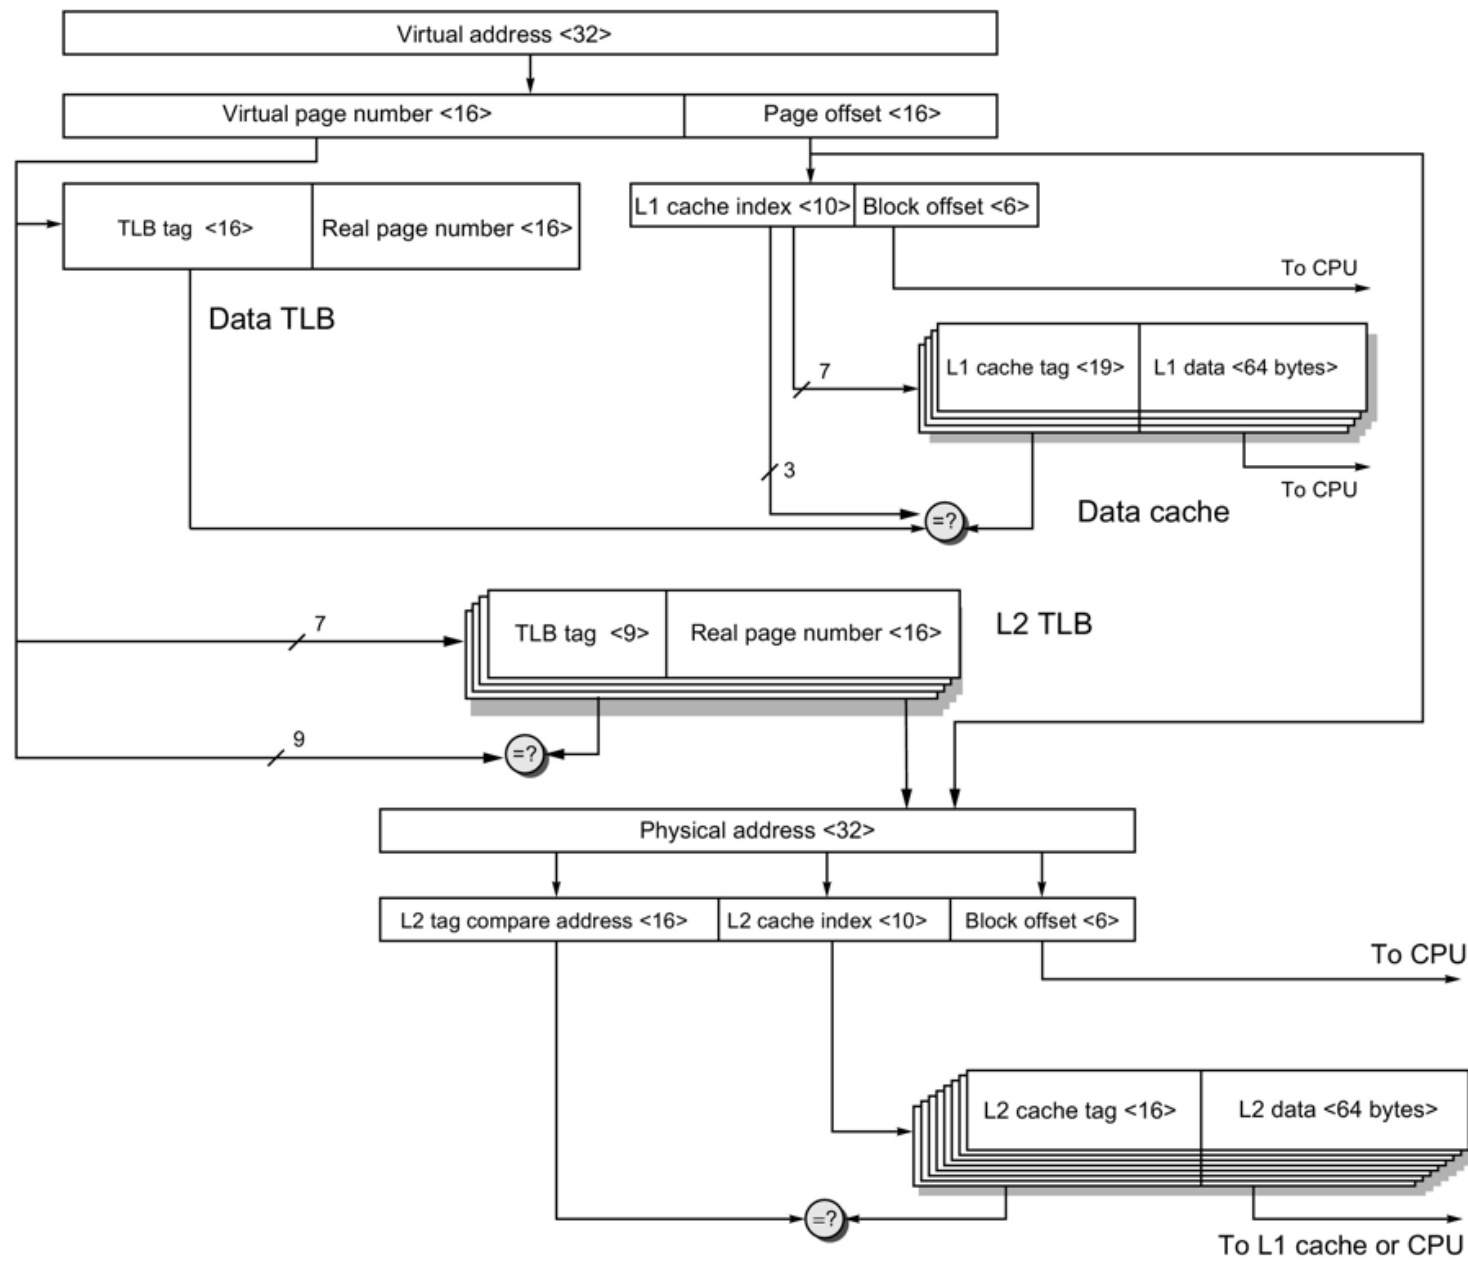 Virtual address <32>
Virtual page number <16>
Page offset <16>
TLB tag <16>
Real page number <16>
L1 cache index <10>
Block offset <6>
To CPU
Data TLB
L1 cache tag <19>
L1 data <64 bytes>
7
3
To CPU
=?
Data cache
7
TLB tag <9>
Real page number <16>
L2 TLB
9
=?
Physical address <32>
L2 tag compare address <16>
L2 cache index <10>
Block offset <6>
To CPU
L2 cache tag <16>
L2 data <64 bytes>
=?
To L1 cache or CPU